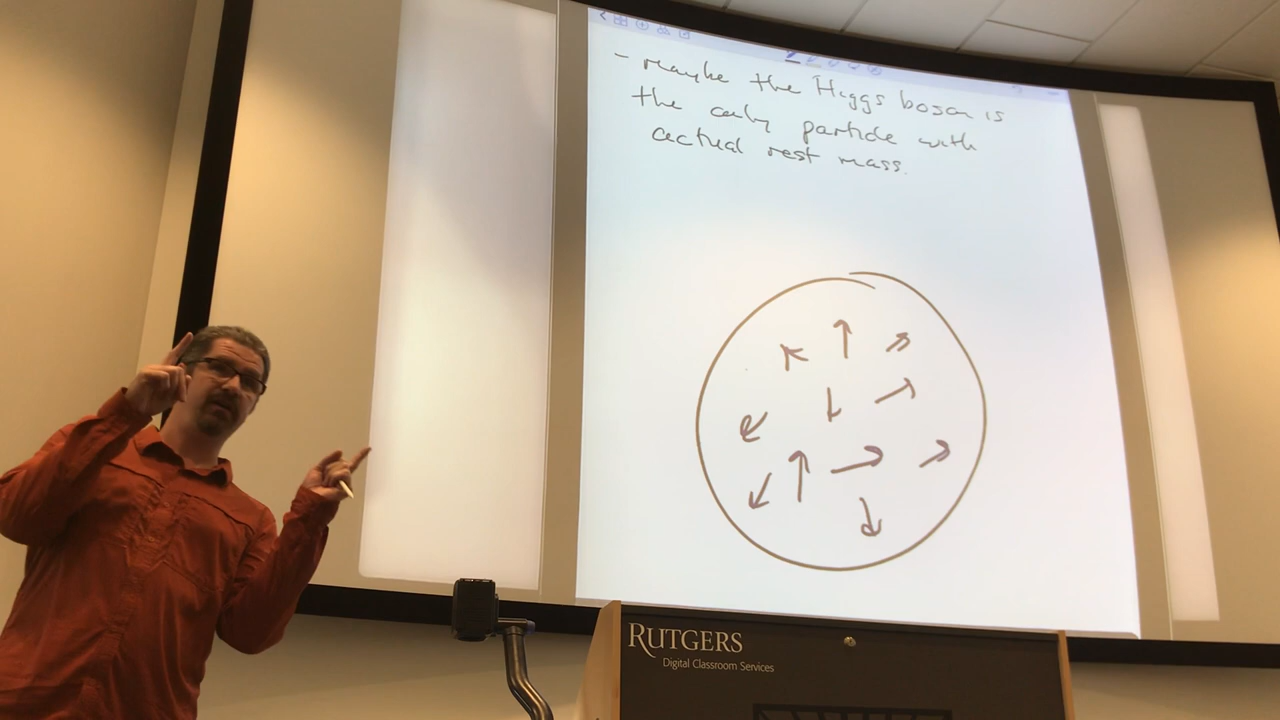 - maybe the Higgs boson is
the only particle with
actual rest mass.
RUTGERS
Digital Classroom Services